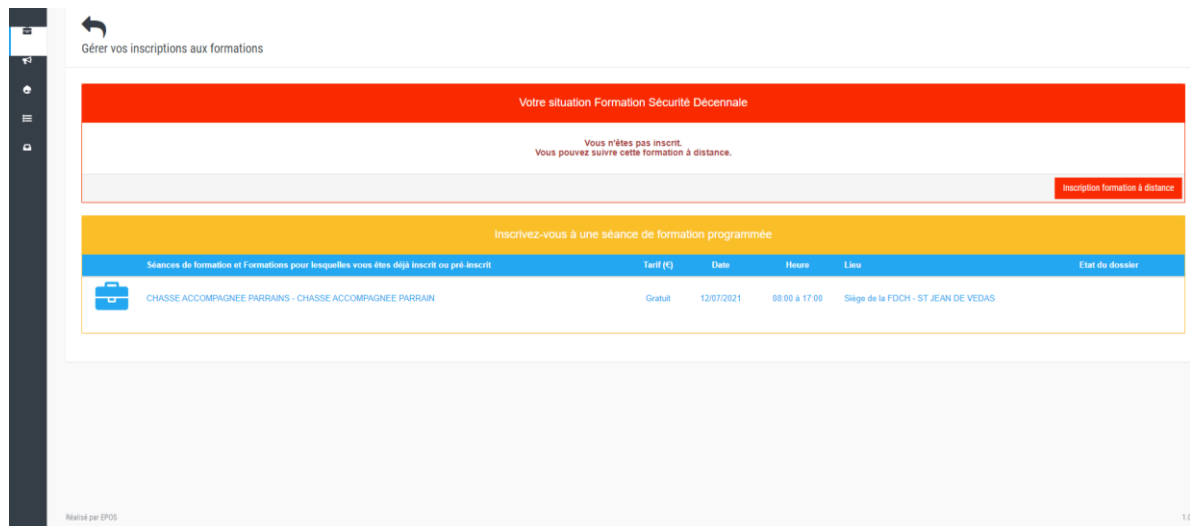 Gérer vos inscriptions aux formations
Votre situation Formation Sécurité Décennale
Vous n'êtes pas inscrit.
Vous pouvez suivre cette formation à distance.
Inscription formation à distance
Inscrivez-vous à une séance de formation programmée
Séances de formation et Formations pour lesquelles vous êtes déjà inscrit ou pré-inscrit Tarif (€) Date Heure Lieu Etat du dossier
CHASSE ACCOMPAGNEE PARRAINS - CHASSE ACCOMPAGNEE PARRAIN Gratuit 12/07/2021 08:00 à 17:00 Siège de la FDCH - ST JEAN DE VEDAS
Réalisé par EPOS